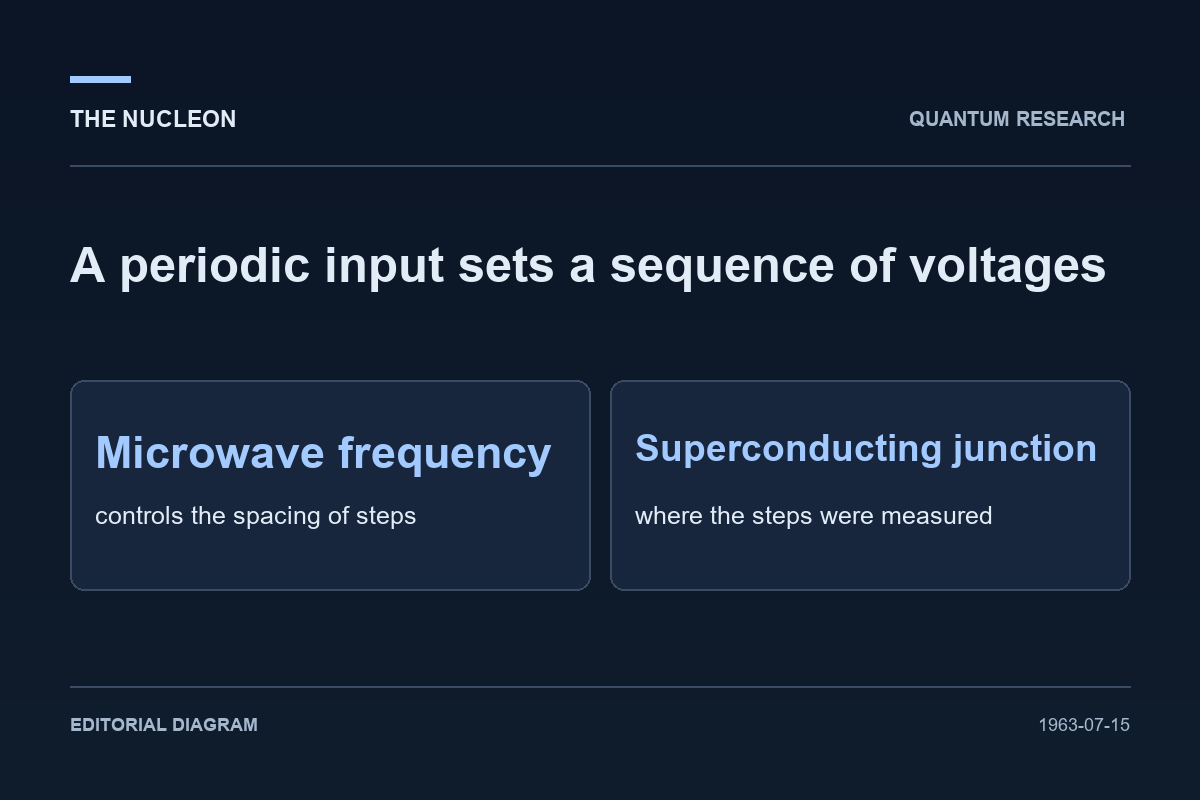 THE NUCLEON
QUANTUM RESEARCH
A periodic input sets a sequence of voltages
Microwave frequency
controls the spacing of steps
Superconducting junction
where the steps were measured
EDITORIAL DIAGRAM
1963-07-15